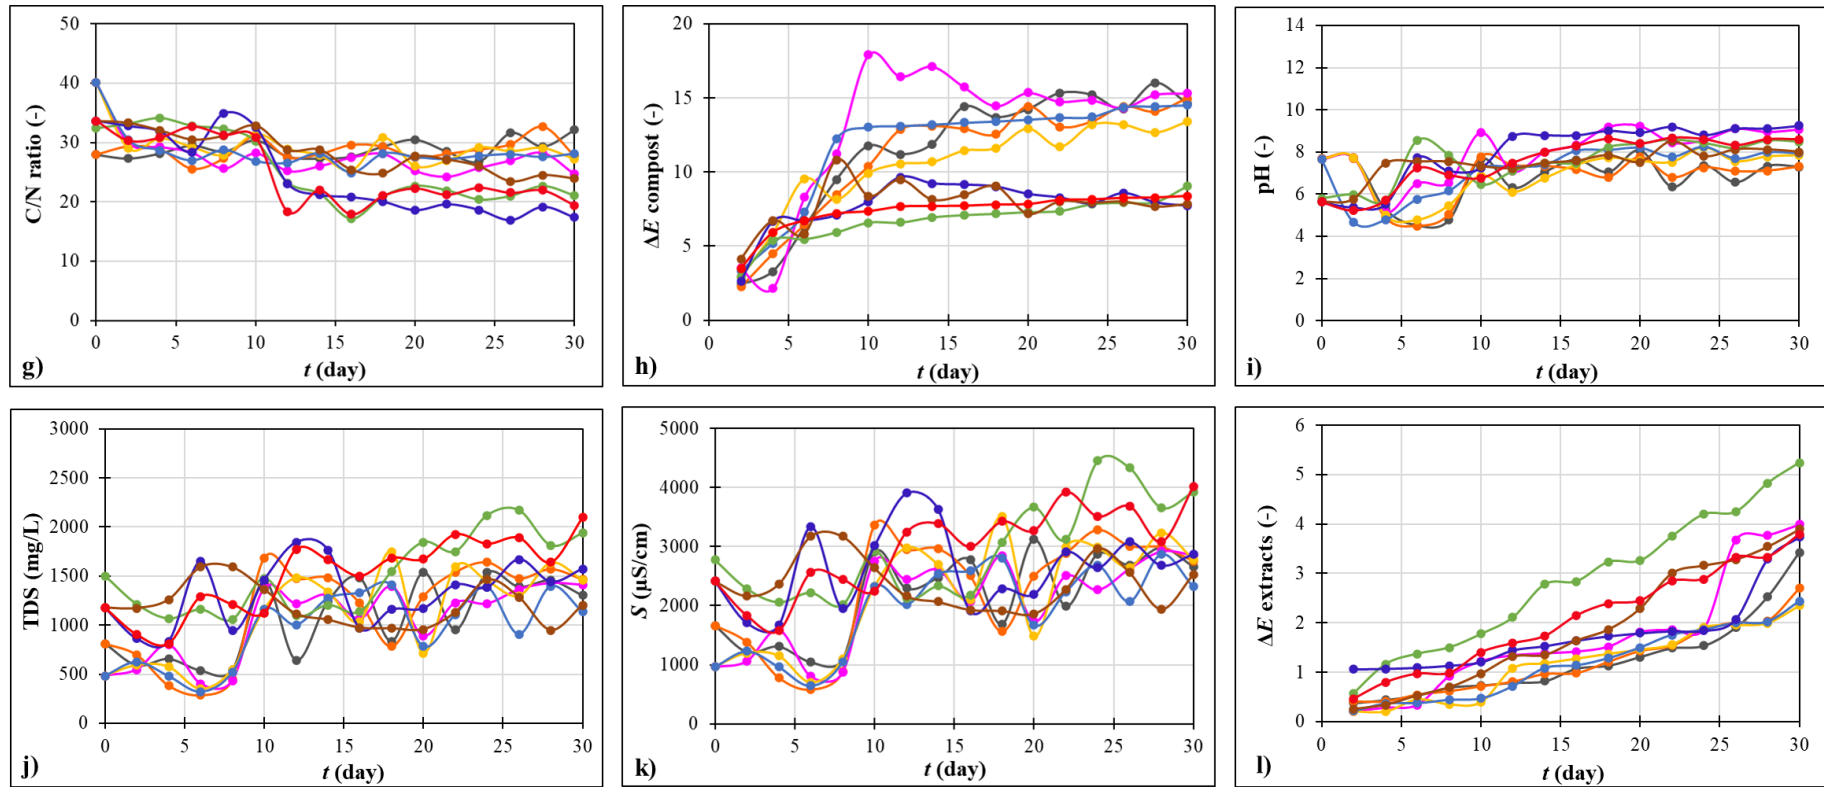 50
40
30
20
10
0
C/N ratio (-)
0 5 10 15 20 25 30
t (day)
g)
20
15
10
5
0
ΔE compost (-)
0 5 10 15 20 25 30
t (day)
h)
14
12
10
8
6
4
2
0
pH (-)
0 5 10 15 20 25 30
t (day)
i)
3000
2500
2000
1500
1000
500
0
TDS (mg/L)
0 5 10 15 20 25 30
t (day)
j)
5000
4000
3000
2000
1000
0
S (µS/cm)
0 5 10 15 20 25 30
t (day)
k)
6
5
4
3
2
1
0
ΔE extracts (-)
0 5 10 15 20 25 30
t (day)
l)